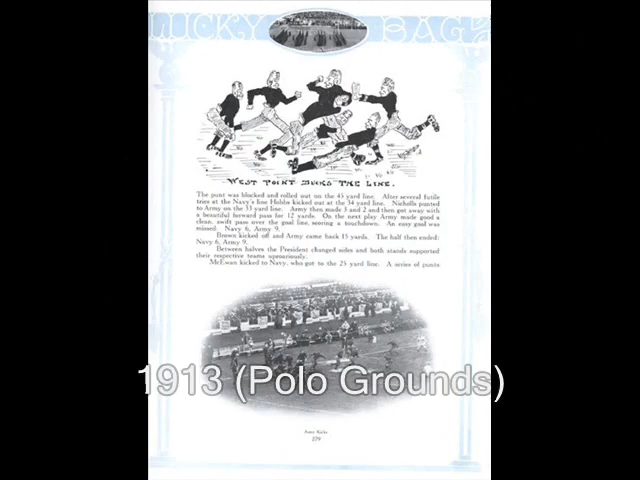 LUCKY BAG
WEST POINT BUCKS THE LINE.
The punt was blocked and rolled out on the 45 yard line. After several futile
tries at the Navy's line Hobbs kicked out at the 34 yard line. Nicholls punted
to Army on the 33 yard line. Army then made 3 and 2 and then got away with
a beautiful forward pass for 12 yards. On the next play Army made good a
clean, swift pass over the goal line, scoring a touchdown. An easy goal was
missed. Navy 6, Army 9.
Brown kicked off and Army came back 15 yards. The half then ended:
Navy 6, Army 9.
Between halves the President changed sides and both stands supported
their respective teams uproariously.
McEwan kicked to Navy, who got to the 25 yard line. A series of punts
1913 (Polo Grounds)
Army Kicks
279